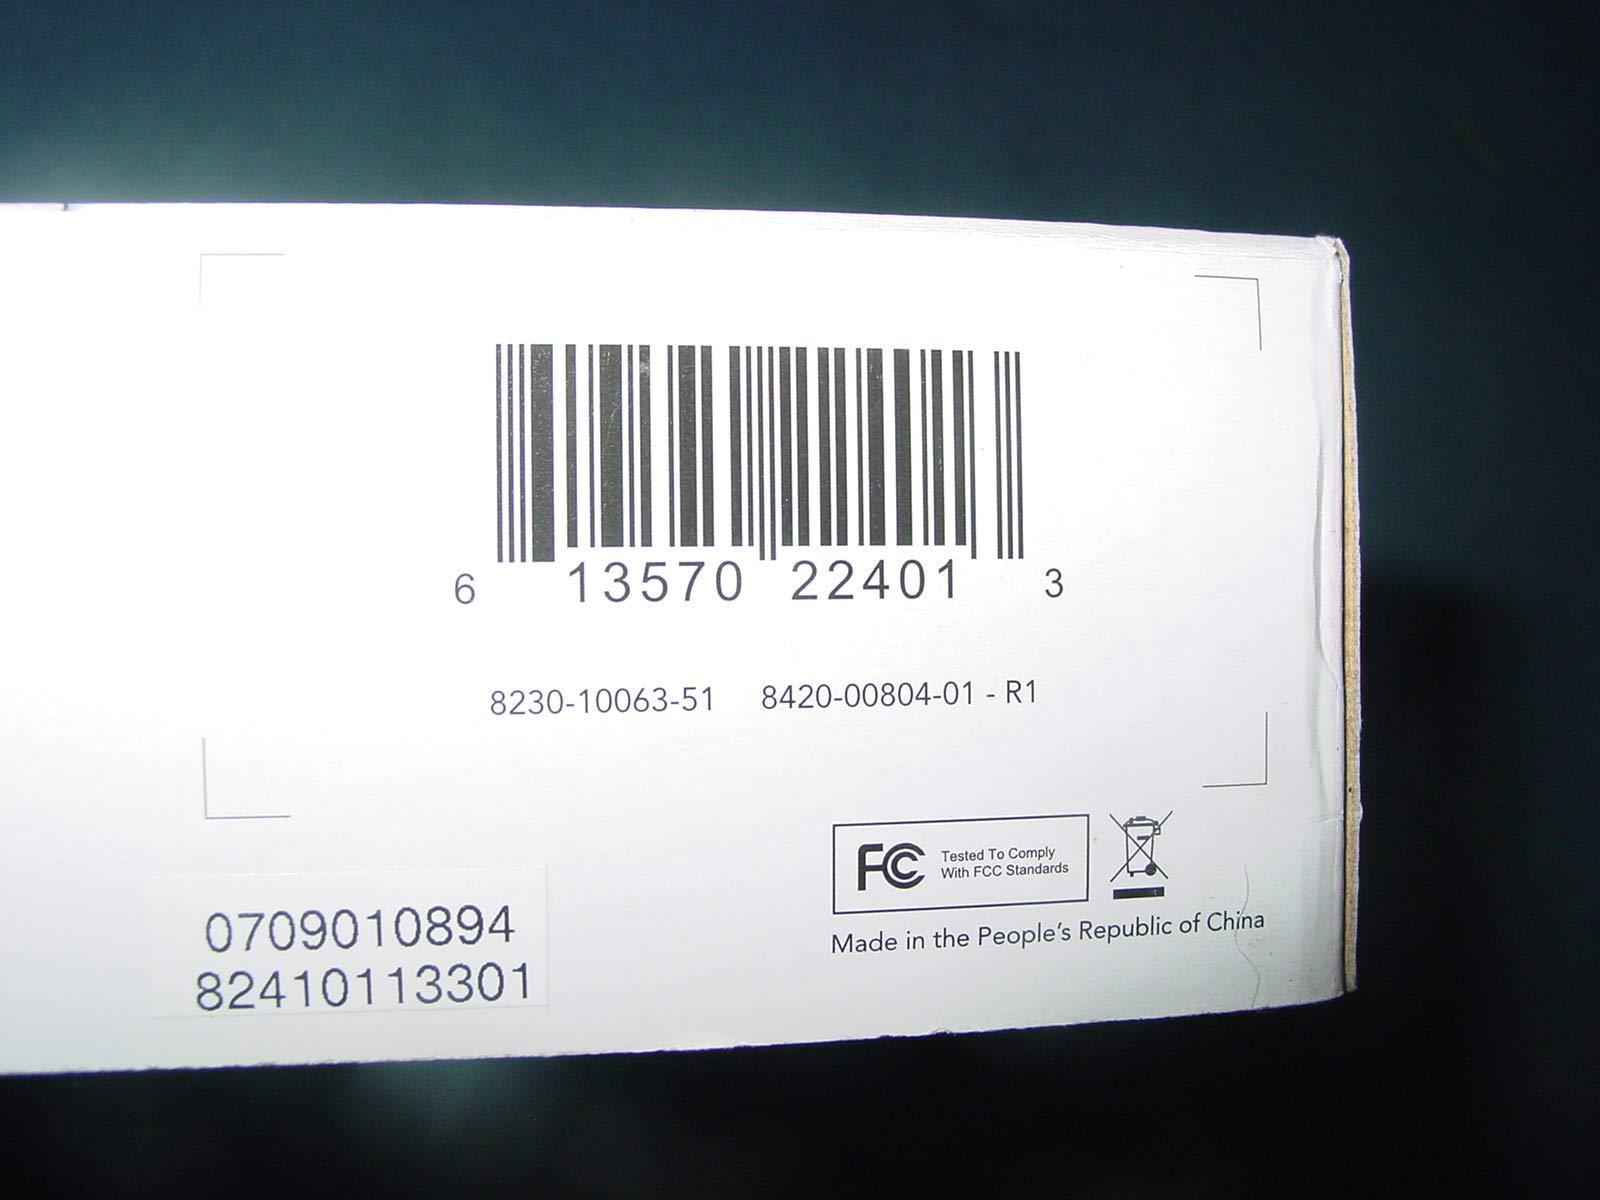 6 13570 22401 3
8230-10063-51 8420-00804-01 - R1
FC Tested To Comply
With FCC Standards
Made in the People's Republic of China
0709010894
82410113301